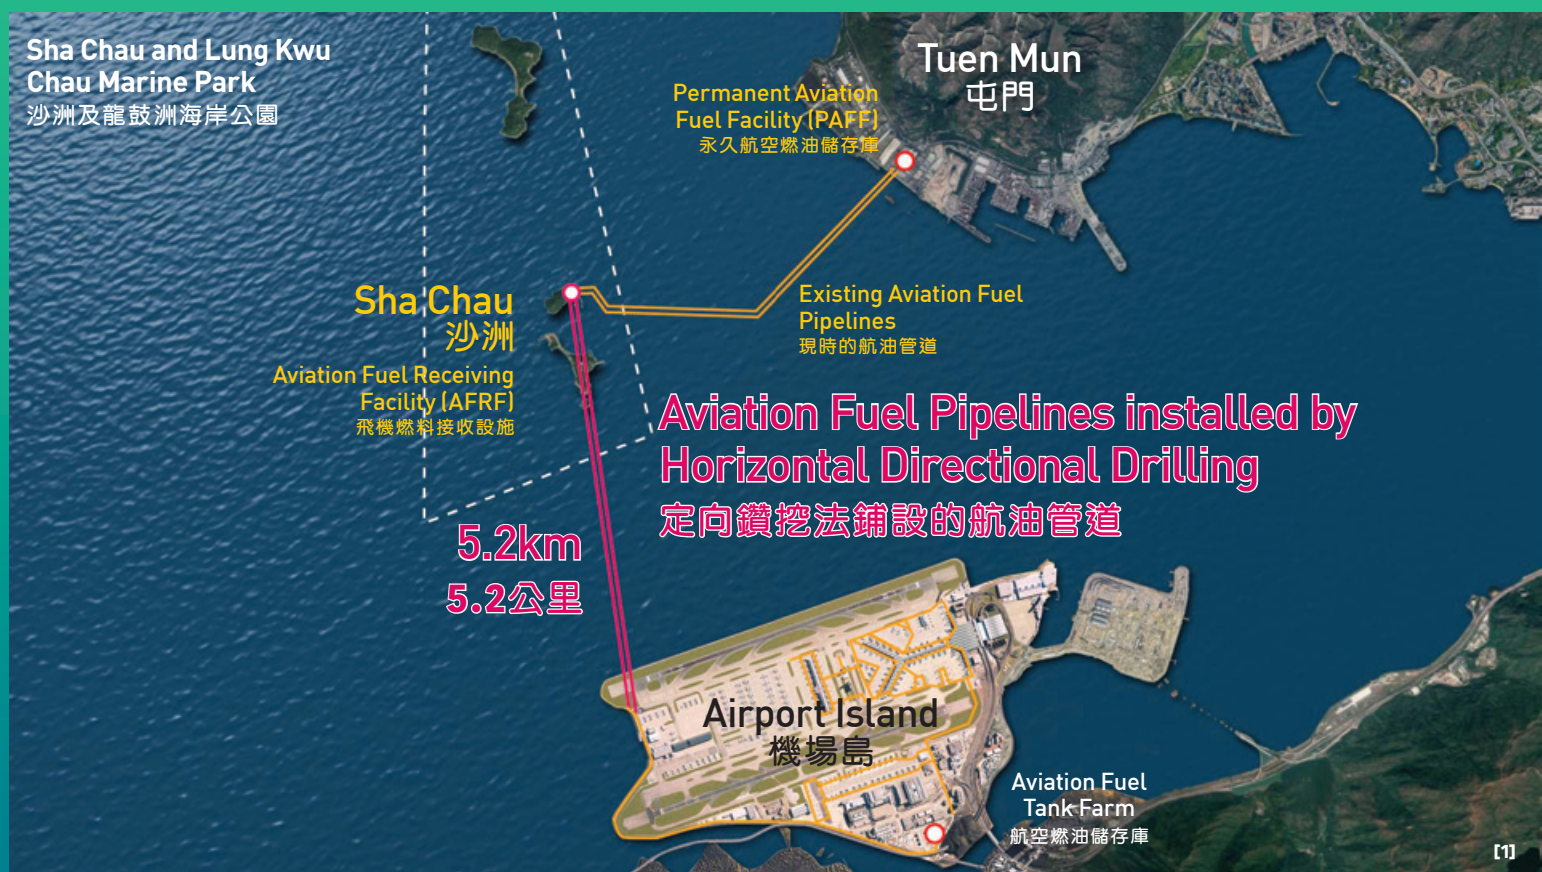 Sha Chau and Lung Kwu
Chau Marine Park
沙洲及龍鼓洲海岸公園
Tuen Mun
屯門
Permanent Aviation
Fuel Facility (PAFF)
永久航空燃油儲存庫
Sha Chau
沙洲
Aviation Fuel Receiving
Facility (AFRF)
飛機燃料接收設施
Existing Aviation Fuel
Pipelines
現時的航油管道
Aviation Fuel Pipelines installed by
Horizontal Directional Drilling
定向鑽挖法鋪設的航油管道
5.2km
5.2公里
Airport Island
機場島
Aviation Fuel
Tank Farm
航空燃油儲存庫
[1]